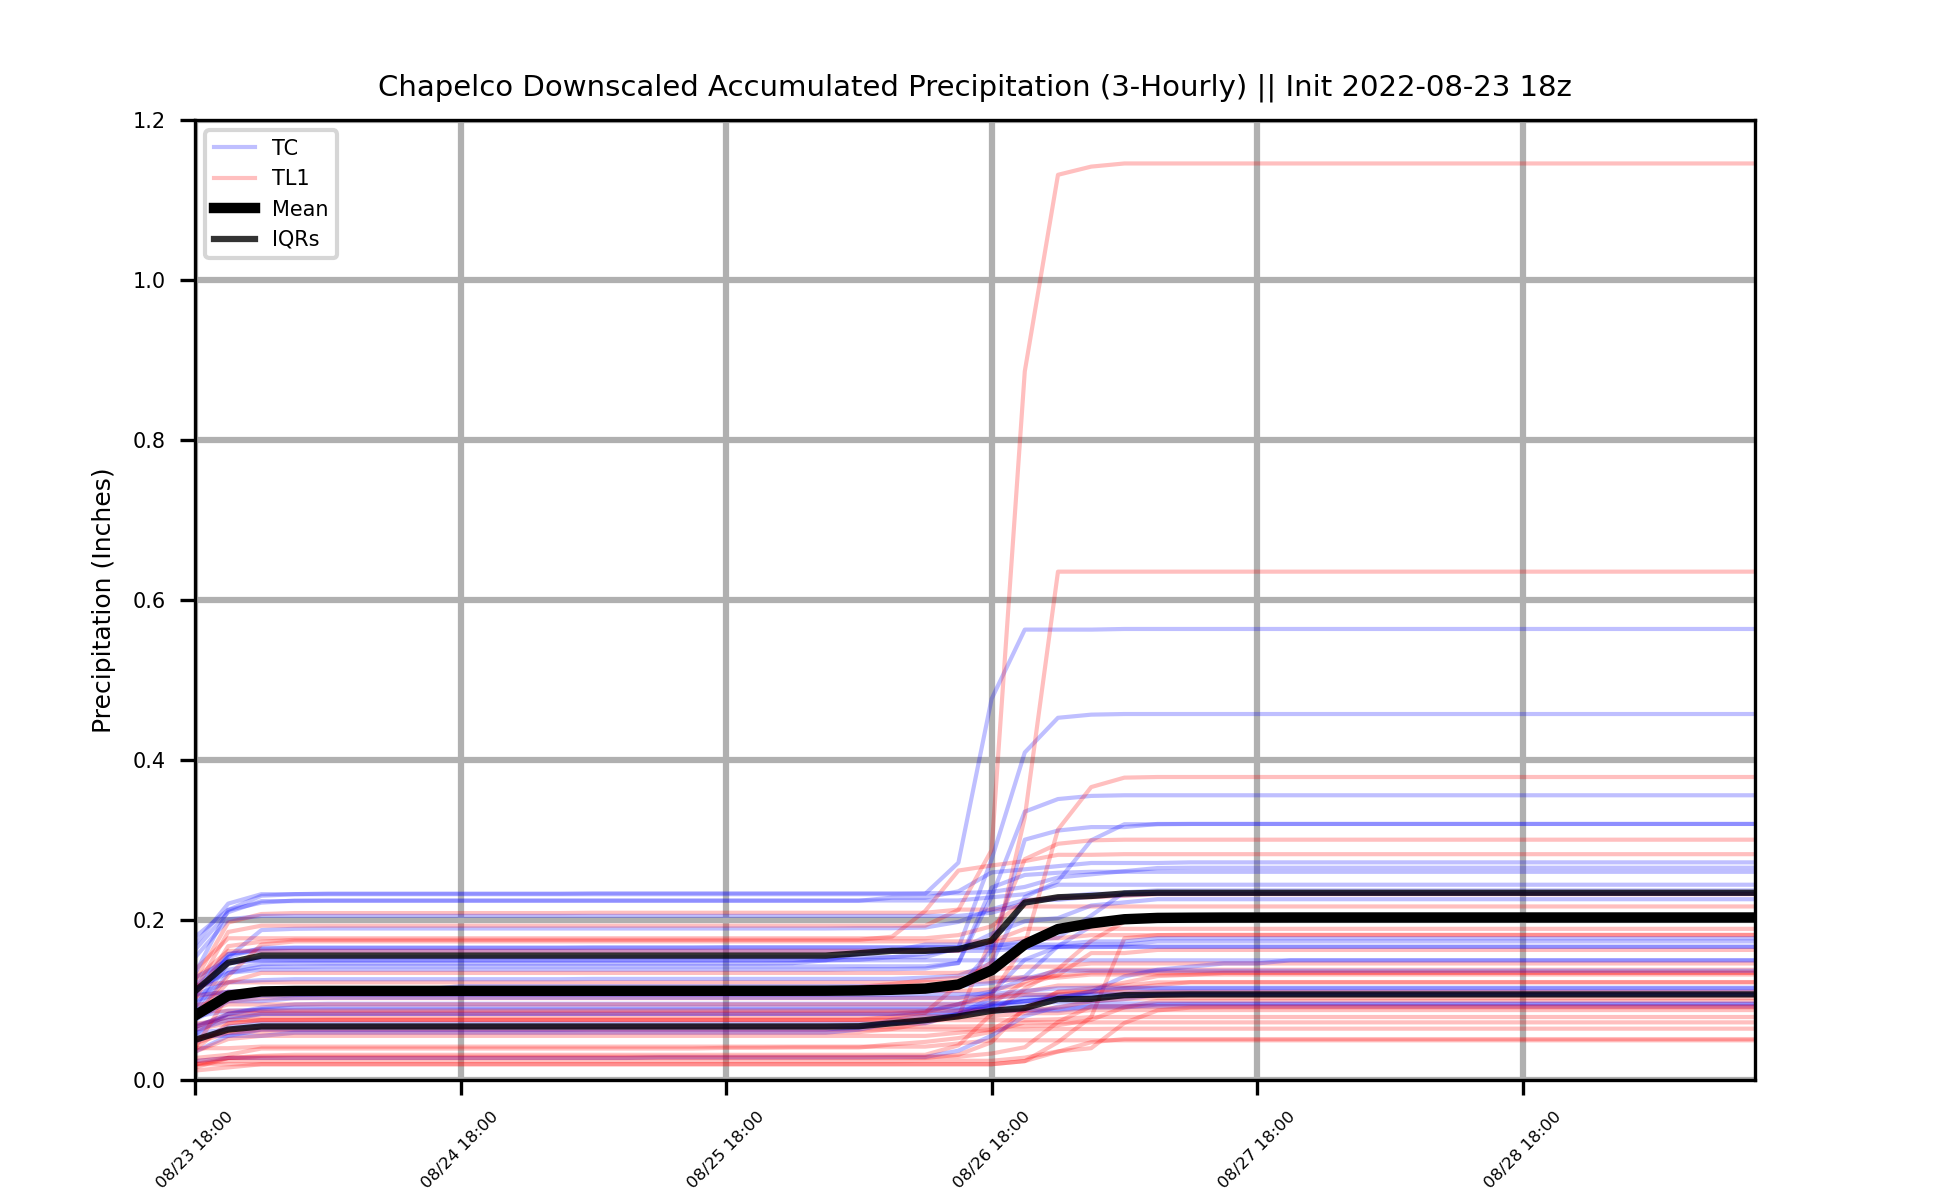 Chapelco Downscaled Accumulated Precipitation (3-Hourly) || Init 2022-08-23 18z
TC
TL1
Mean
IQRs
Precipitation (Inches)
1.2
1.0
0.8
0.6
0.4
0.2
0.0
08/23 18:00
08/24 18:00
08/25 18:00
08/26 18:00
08/27 18:00
08/28 18:00